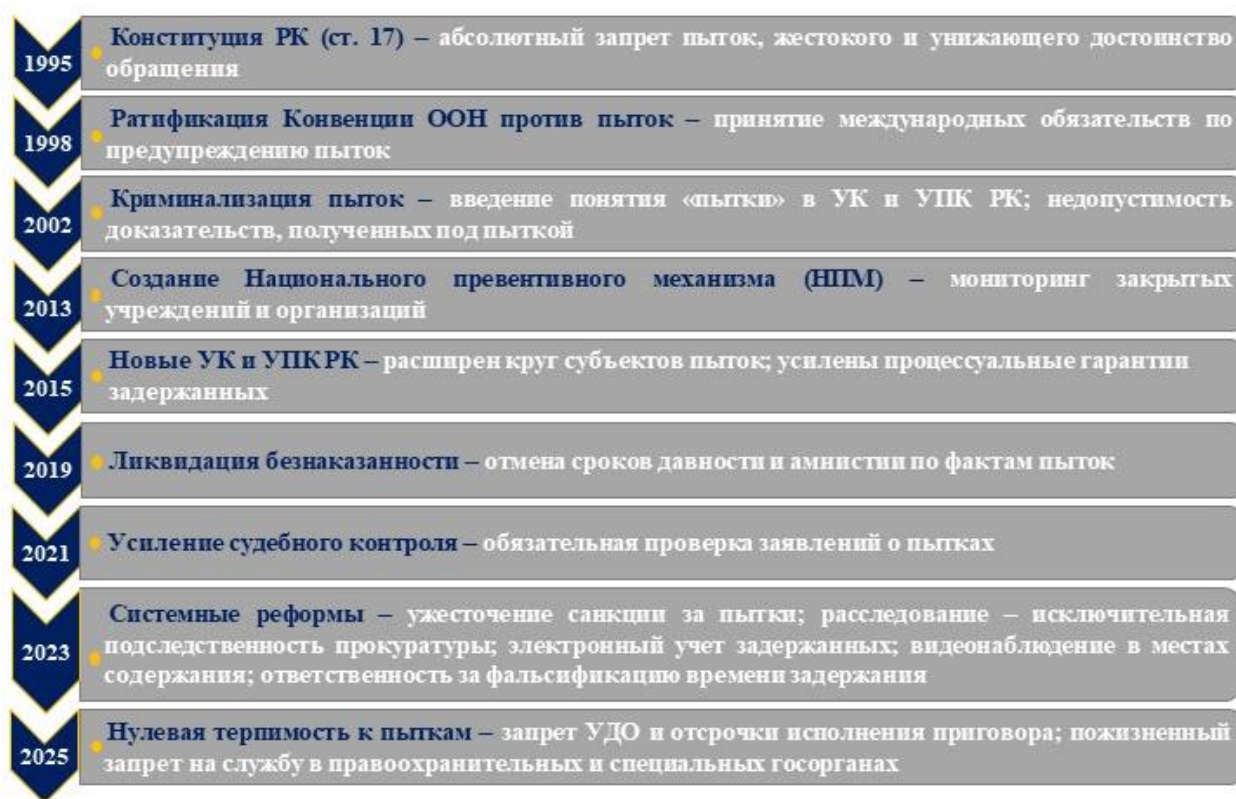 1995
Конституция РК (ст. 17) – абсолютный запрет пыток, жестокого и унижающего достоинство
обращения
1998
Ратификация Конвенции ООН против пыток – принятие международных обязательств по
предупреждению пыток
2002
Криминализация пыток – введение понятия «пытки» в УК и УПК РК; недопустимость
доказательств, полученных под пыткой
2013
Создание Национального превентивного механизма (НПМ) – мониторинг закрытых
учреждений и организаций
2015
Новые УК и УПК РК – расширен круг субъектов пыток; усилены процессуальные гарантии
задержанных
2019
Ликвидация безнаказанности – отмена сроков давности и амнистии по фактам пыток
2021
Усиление судебного контроля – обязательная проверка заявлений о пытках
2023
Системные реформы – ужесточение санкции за пытки; расследование – исключительная
подследственность прокуратуры; электронный учет задержанных; видеонаблюдение в местах
содержания; ответственность за фальсификацию времени задержания
2025
Нулевая терпимость к пыткам – запрет УДО и отсрочки исполнения приговора; пожизненный
запрет на службу в правоохранительных и специальных госорганах